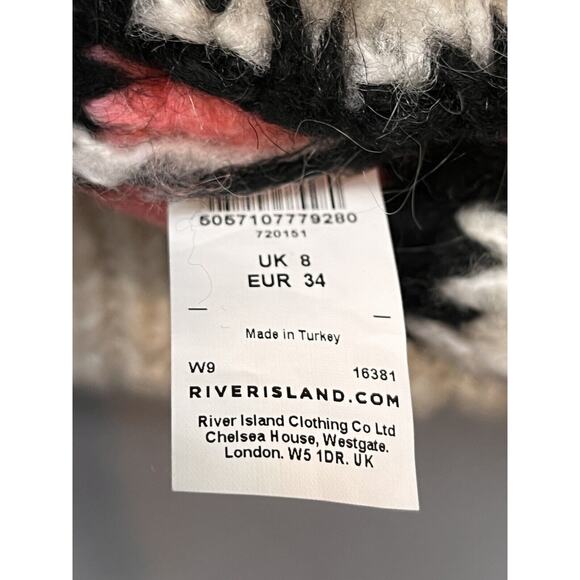 5057107779280
720151
UK 8
EUR 34
Made in Turkey
W9 16381
RIVERISLAND.COM
River Island Clothing Co Ltd
Chelsea House, Westgate.
London. W5 1DR. UK